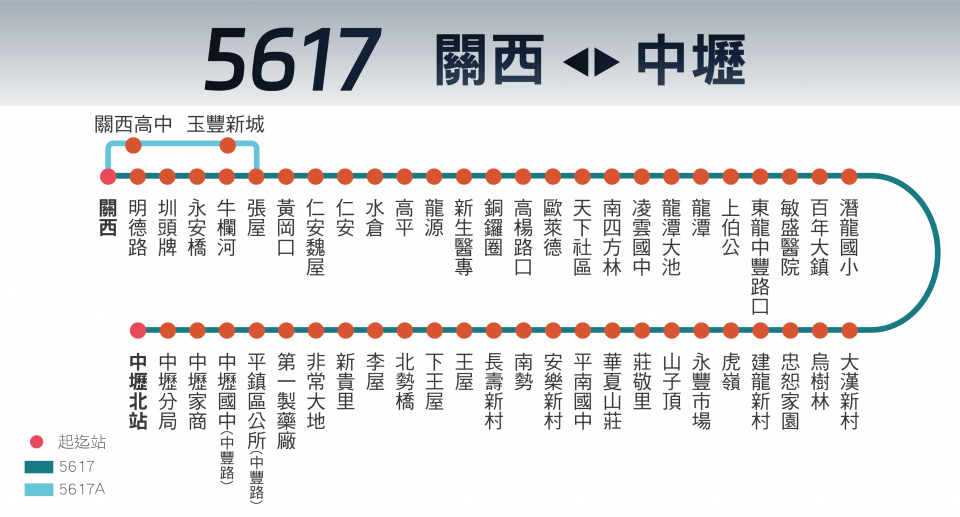 5617 關西 ◀▶ 中壢
關西高中 玉豐新城
關西
明德路
圳頭牌
永安橋
牛欄河
張屋
黃岡口
仁安魏屋
仁安
水倉
高平
龍源
新生醫專
銅鑼圈
高楊路口
歐萊德
天下社區
南四方林
凌雲國中
龍潭大池
龍潭
上伯公
東龍中豐路口
敏盛醫院
百年大鎮
潛龍國小
中壢北站
中壢分局
中壢家商
中壢國中(中豐路)
平鎮區公所(中豐路)
第一製藥廠
非常大地
新貴里
李屋
北勢橋
下王屋
王屋
長壽新村
南勢
安樂新村
平南國中
華夏山莊
莊敬里
山子頂
永豐市場
虎嶺
建龍新村
忠恕家園
烏樹林
大漢新村
起迄站
5617
5617A